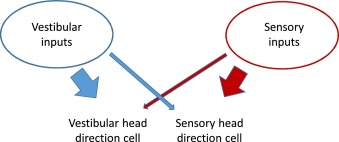 Vestibular
inputs
Sensory
inputs
Vestibular head
direction cell
Sensory head
direction cell